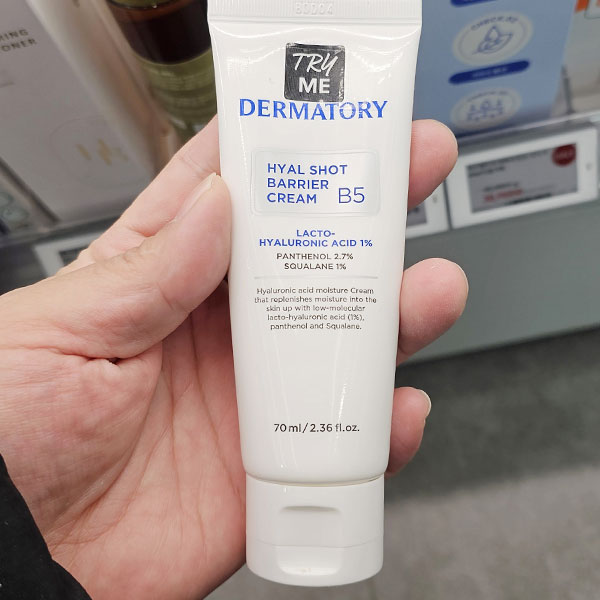 TRY
ME
DERMATORY
HYAL SHOT
BARRIER
CREAM B5
LACTO-
HYALURONIC ACID 1%
PANTHENOL 2.7%
SQUALANE 1%
Hyaluronic acid moisture Cream
that replenishes moisture into the
skin up with low-molecular
lacto-hyaluronic acid (1%),
panthenol and Squalane.
70 ml / 2.36 fl.oz.